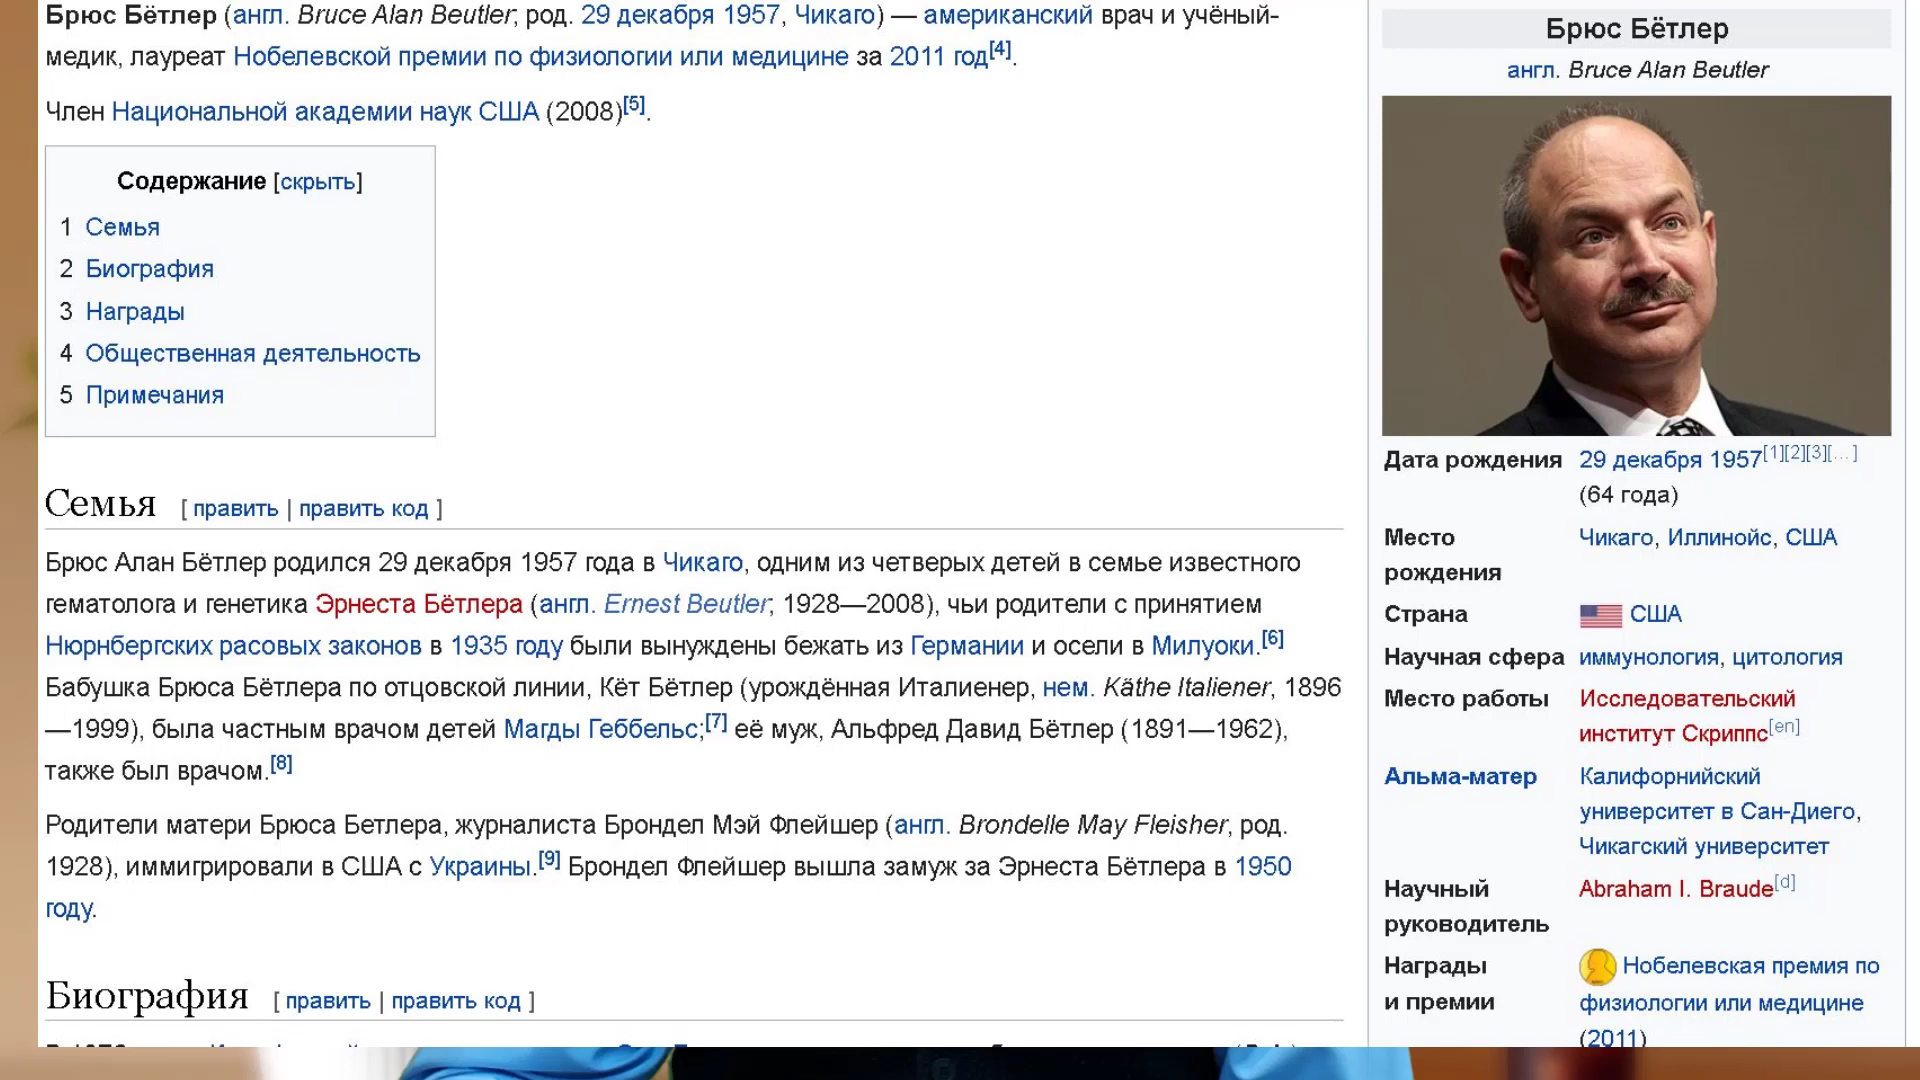 Брюс Бётлер (англ. Bruce Alan Beutler; род. 29 декабря 1957, Чикаго) — американский врач и учёный-
медик, лауреат Нобелевской премии по физиологии или медицине за 2011 год[4].
Член Национальной академии наук США (2008)[5].
Содержание [скрыть]
1 Семья
2 Биография
3 Награды
4 Общественная деятельность
5 Примечания
Семья [ править | править код ]
Брюс Алан Бётлер родился 29 декабря 1957 года в Чикаго, одним из четверых детей в семье известного
гематолога и генетика Эрнеста Бётлера (англ. Ernest Beutler; 1928—2008), чьи родители с принятием
Нюрнбергских расовых законов в 1935 году были вынуждены бежать из Германии и осели в Милуоки.[6]
Бабушка Брюса Бётлера по отцовской линии, Кёт Бётлер (урождённая Италиенер, нем. Käthe Italiener, 1896
—1999), была частным врачом детей Магды Геббельс;[7] её муж, Альфред Давид Бётлер (1891—1962),
также был врачом.[8]
Родители матери Брюса Бетлера, журналиста Брондел Мэй Флейшер (англ. Brondelle May Fleisher, род.
1928), иммигрировали в США с Украины.[9] Брондел Флейшер вышла замуж за Эрнеста Бётлера в 1950
году.
Биография [ править | править код ]
Брюс Бётлер
англ. Bruce Alan Beutler
Дата рождения 29 декабря 1957[1][2][3][…]
(64 года)
Место Чикаго, Иллинойс, США
рождения
Страна США
Научная сфера иммунология, цитология
Место работы Исследовательский
институт Скриппс[en]
Альма-матер Калифорнийский
университет в Сан-Диего,
Чикагский университет
Научный Abraham I. Braude[d]
руководитель
Награды Нобелевская премия по
и премии физиологии или медицине
(2011)